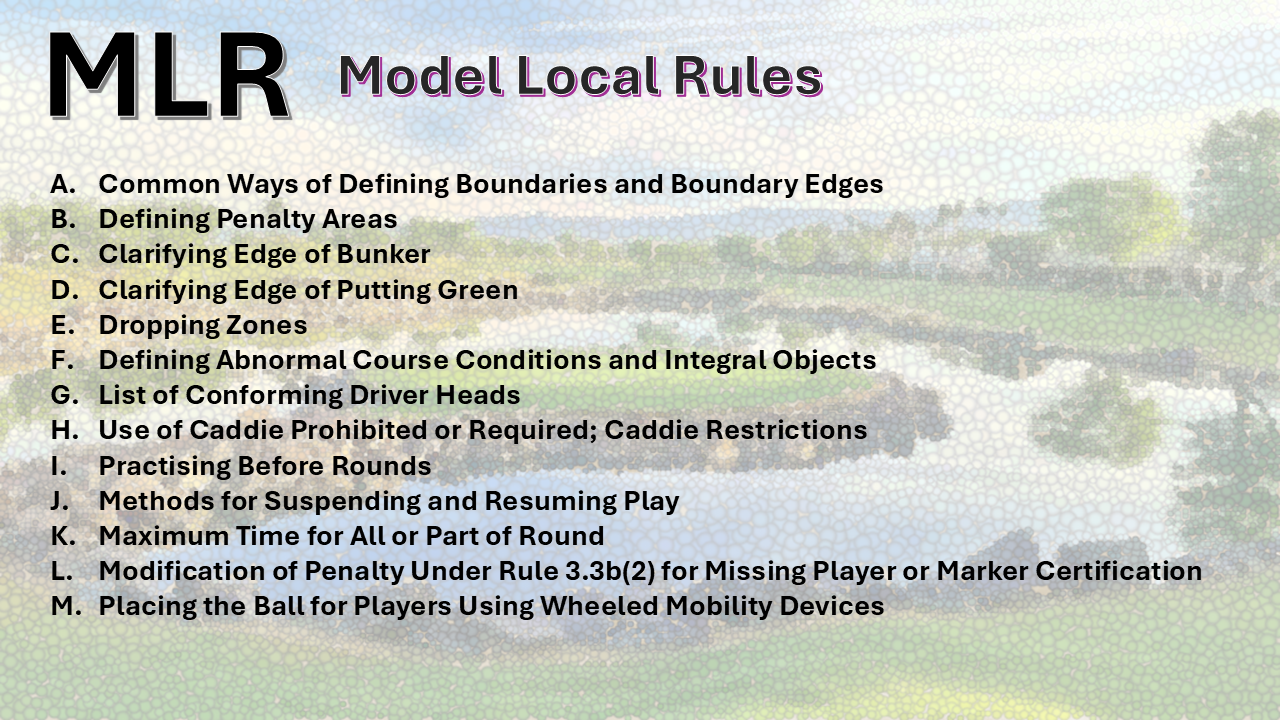 MLR Model Local Rules
A. Common Ways of Defining Boundaries and Boundary Edges
B. Defining Penalty Areas
C. Clarifying Edge of Bunker
D. Clarifying Edge of Putting Green
E. Dropping Zones
F. Defining Abnormal Course Conditions and Integral Objects
G. List of Conforming Driver Heads
H. Use of Caddie Prohibited or Required; Caddie Restrictions
I. Practising Before Rounds
J. Methods for Suspending and Resuming Play
K. Maximum Time for All or Part of Round
L. Modification of Penalty Under Rule 3.3b(2) for Missing Player or Marker Certification
M. Placing the Ball for Players Using Wheeled Mobility Devices